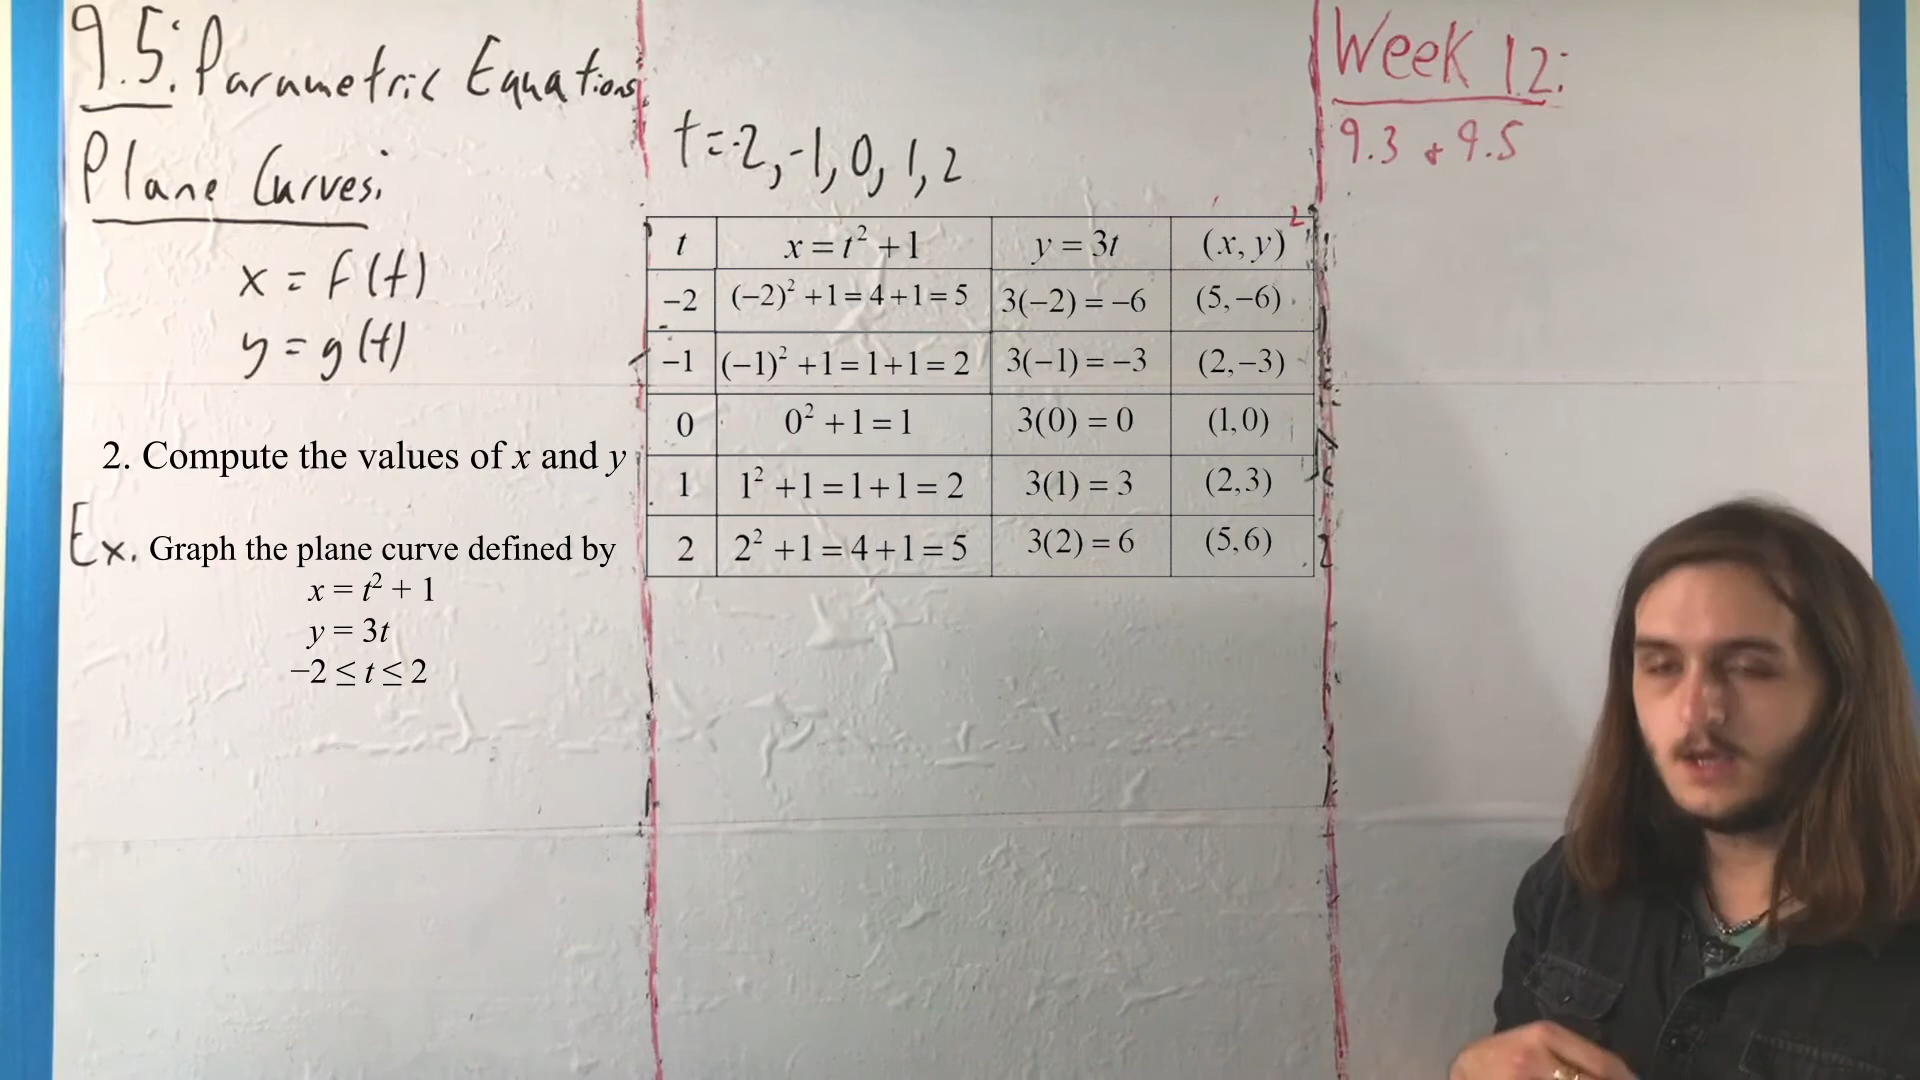 9.5: Parametric Equations
Plane Curves:
x = f(t)
y = g(t)
2. Compute the values of x and y
Ex. Graph the plane curve defined by
x = t² + 1
y = 3t
−2 ≤ t ≤ 2
t = -2, -1, 0, 1, 2
t x = t² + 1 y = 3t (x, y)
−2 (−2)² + 1 = 4 + 1 = 5 3(−2) = −6 (5, −6)
−1 (−1)² + 1 = 1 + 1 = 2 3(−1) = −3 (2, −3)
0 0² + 1 = 1 3(0) = 0 (1, 0)
1 1² + 1 = 1 + 1 = 2 3(1) = 3 (2, 3)
2 2² + 1 = 4 + 1 = 5 3(2) = 6 (5, 6)
Week 12:
9.3 & 9.5